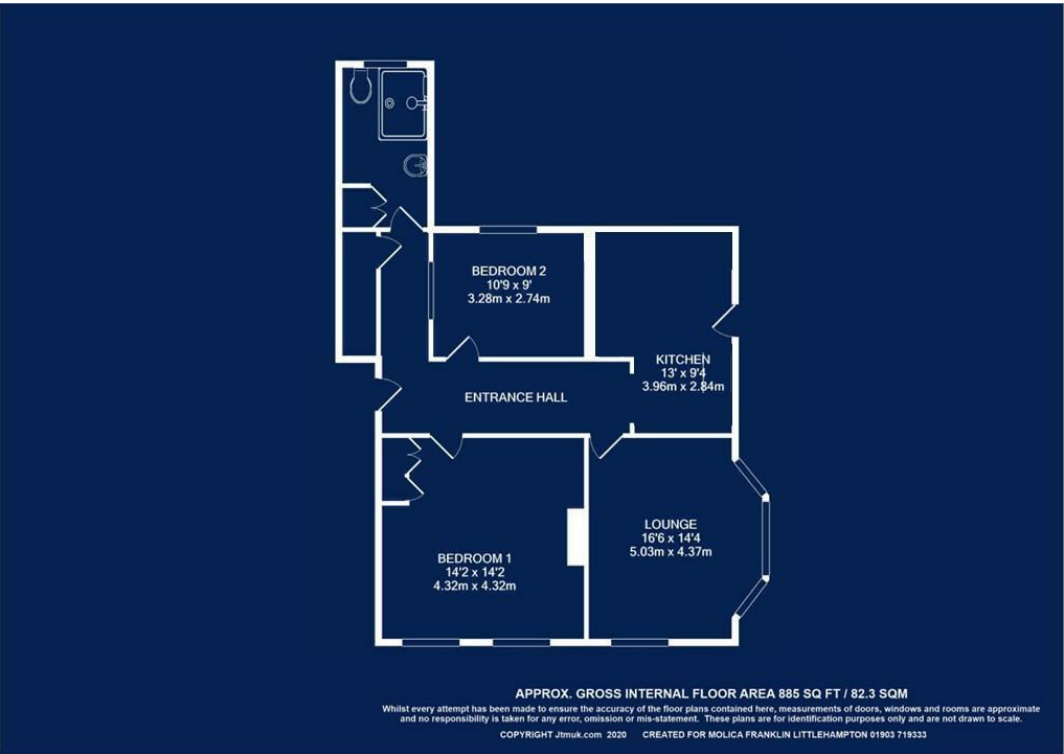 BEDROOM 2
10'9 x 9'
3.28m x 2.74m
KITCHEN
13' x 9'4
3.96m x 2.84m
ENTRANCE HALL
LOUNGE
16'6 x 14'4
5.03m x 4.37m
BEDROOM 1
14'2 x 14'2
4.32m x 4.32m
APPROX. GROSS INTERNAL FLOOR AREA 885 SQ FT / 82.3 SQM
Whilst every attempt has been made to ensure the accuracy of the floor plans contained here, measurements of doors, windows and rooms are approximate
and no responsibility is taken for any error, omission or mis-statement. These plans are for identification purposes only and are not drawn to scale.
COPYRIGHT Jtmuk.com 2020 CREATED FOR MOLICA FRANKLIN LITTLEHAMPTON 01903 719333